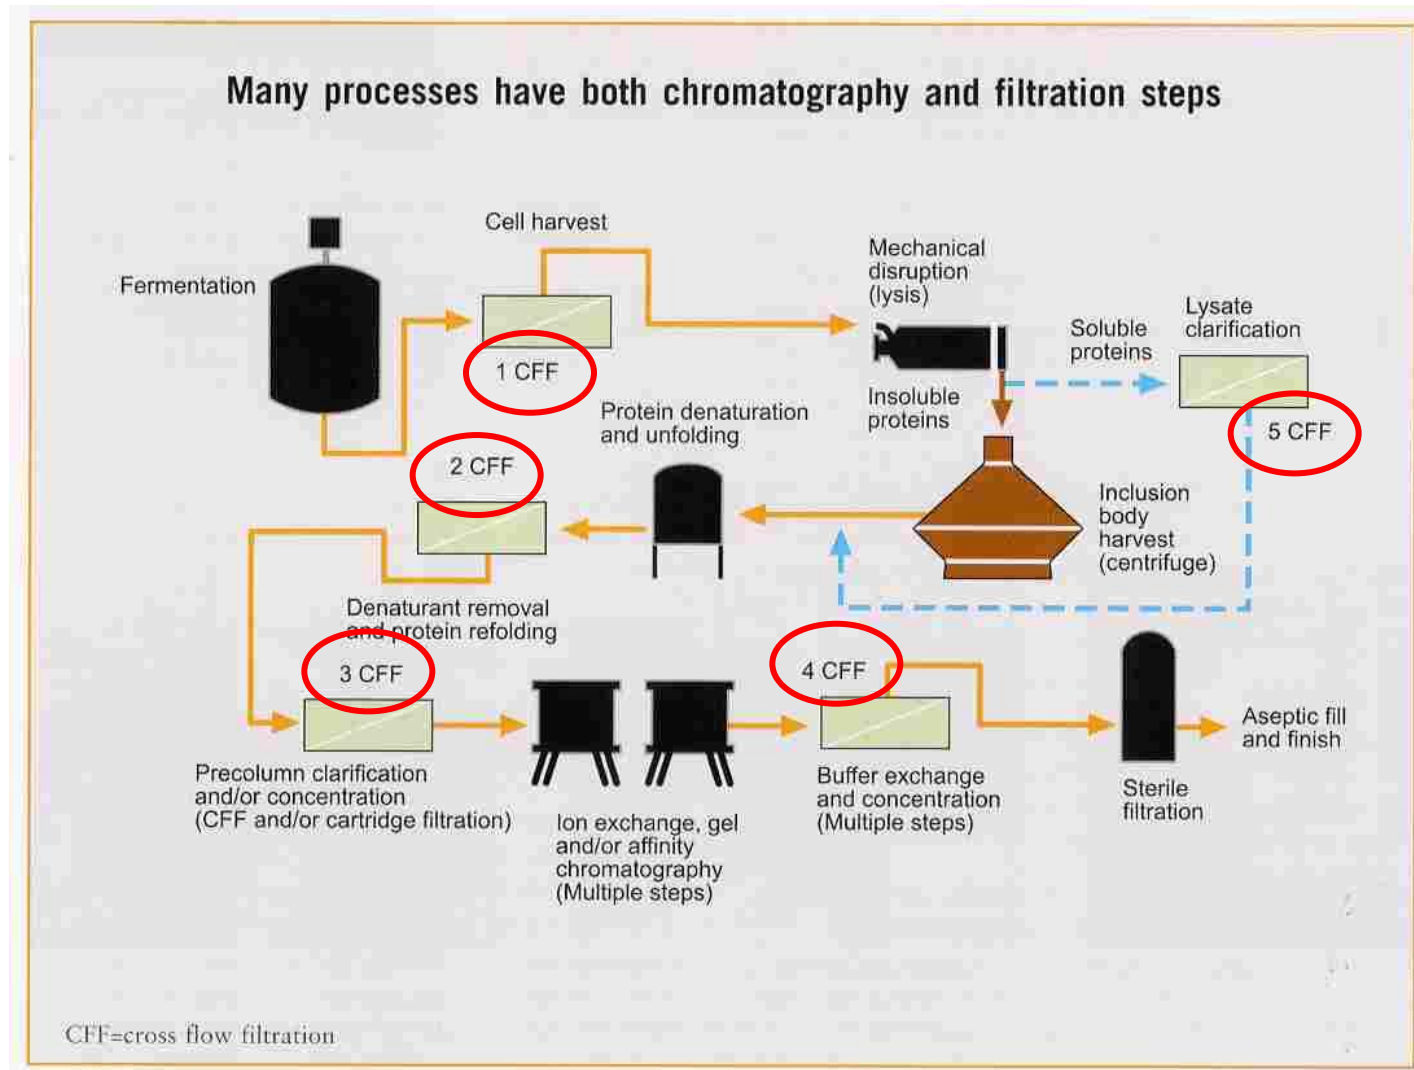 Many processes have both chromatography and filtration steps
Cell harvest
Fermentation
1 CFF
Mechanical
disruption
(lysis)
Soluble
proteins
Lysate
clarification
5 CFF
Insoluble
proteins
Inclusion
body
harvest
(centrifuge)
Protein denaturation
and unfolding
2 CFF
Denaturant removal
and protein refolding
3 CFF
Precolumn clarification
and/or concentration
(CFF and/or cartridge filtration)
Ion exchange, gel
and/or affinity
chromatography
(Multiple steps)
4 CFF
Buffer exchange
and concentration
(Multiple steps)
Sterile
filtration
Aseptic fill
and finish
CFF=cross flow filtration